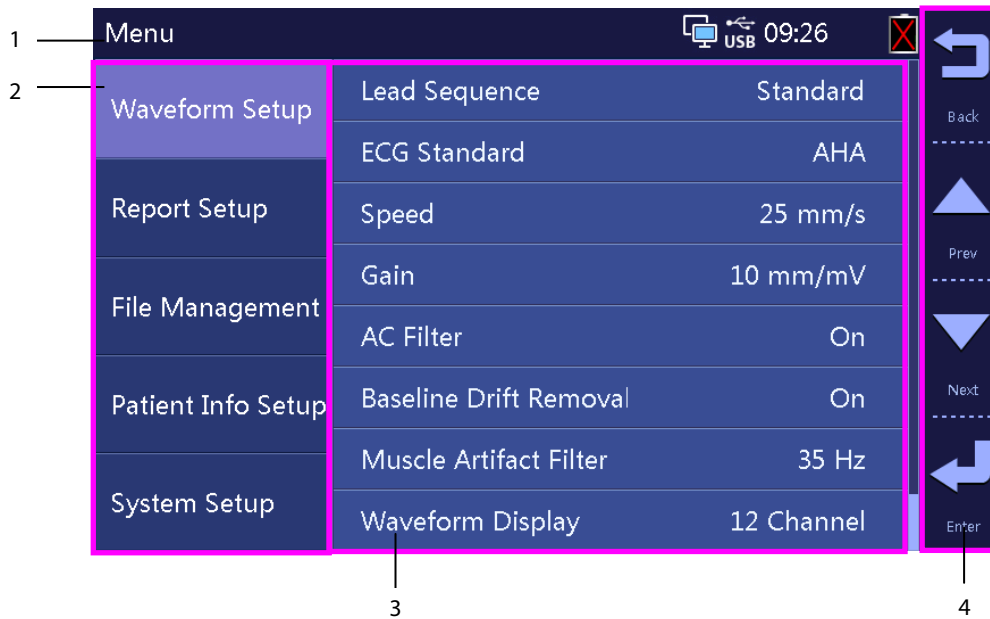 1
Menu
USB 09:26
2
Waveform Setup
Report Setup
File Management
Patient Info Setup
System Setup
Lead Sequence Standard
ECG Standard AHA
Speed 25 mm/s
Gain 10 mm/mV
AC Filter On
Baseline Drift Removal On
Muscle Artifact Filter 35 Hz
Waveform Display 12 Channel
Back
Prev
Next
Enter
3
4